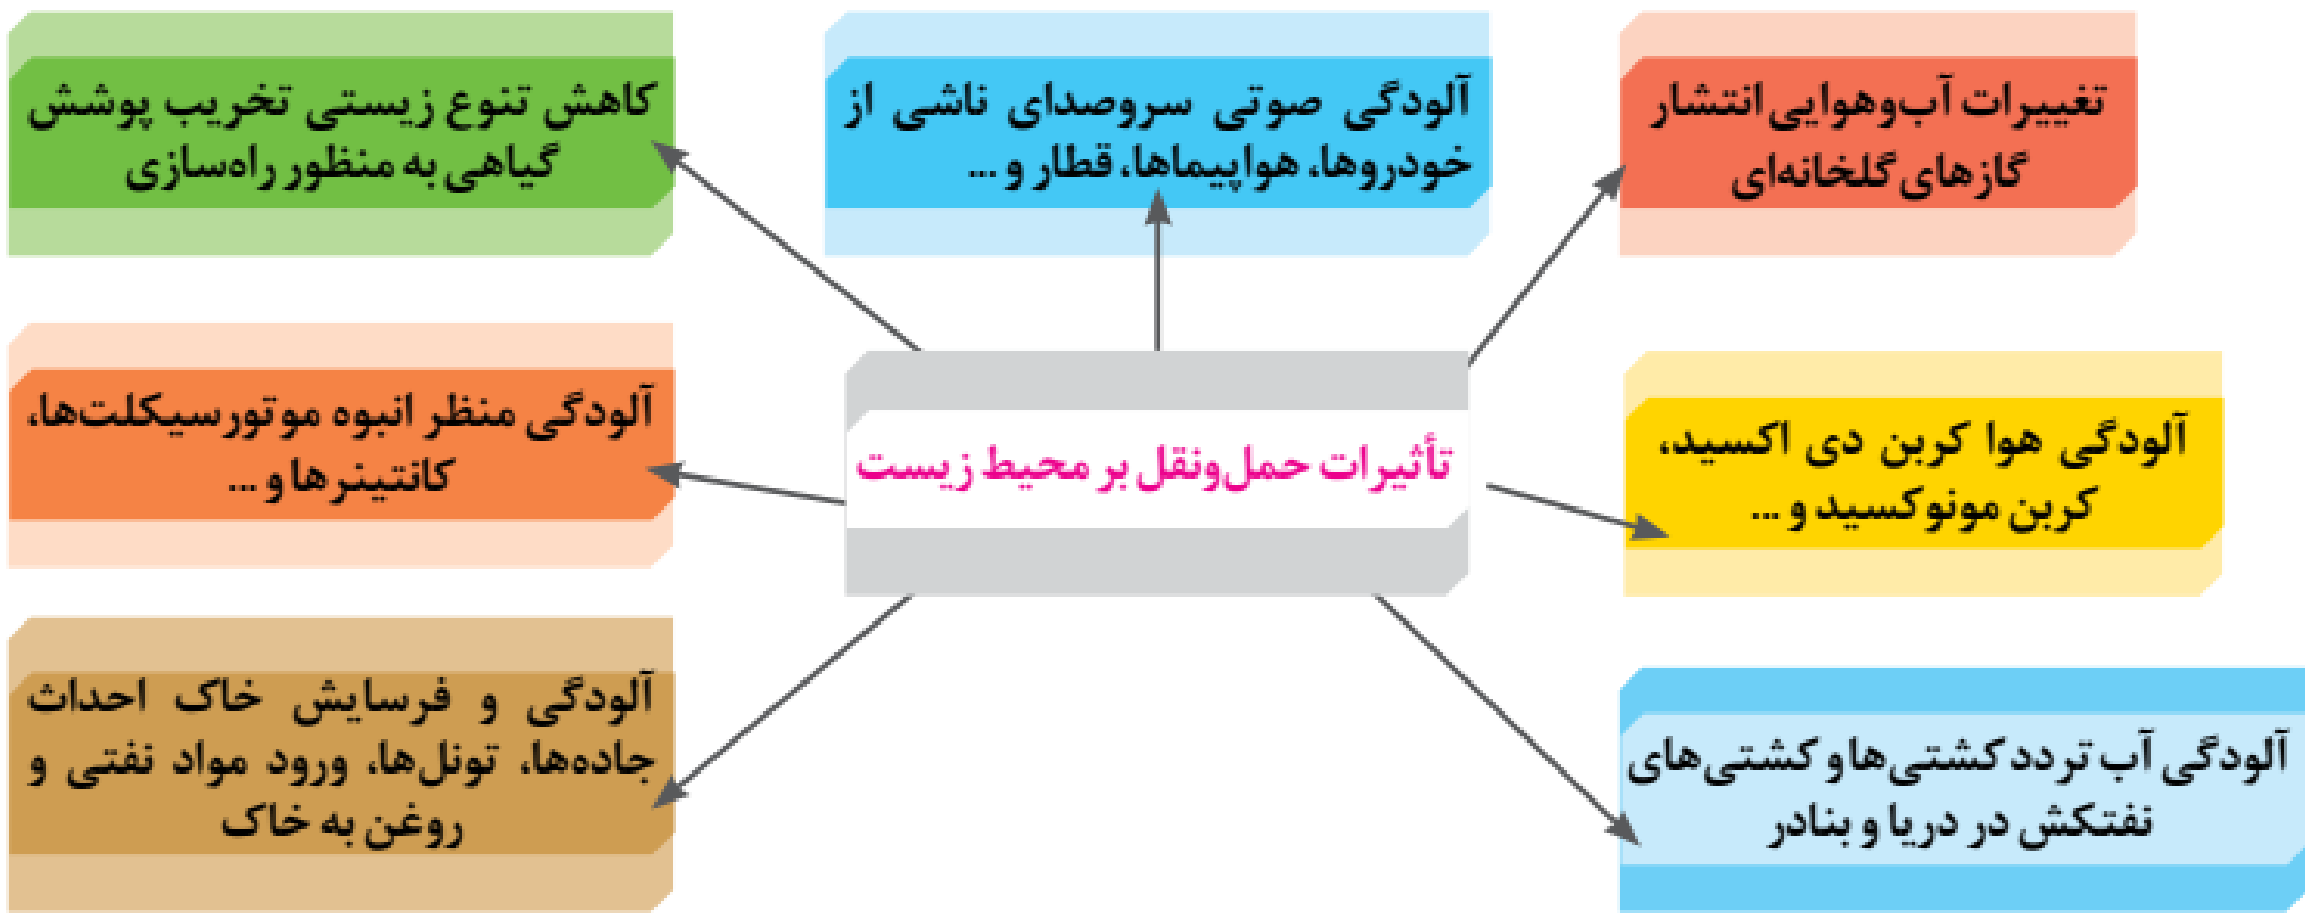 تغییرات آب‌وهوایی انتشار
گازهای گلخانه‌ای
آلودگی صوتی سروصدای ناشی از
خودروها، هواپیماها، قطار و ...
کاهش تنوع زیستی تخریب پوشش
گیاهی به منظور راه‌سازی
تأثیرات حمل‌ونقل بر محیط زیست
آلودگی هوا کربن دی اکسید،
کربن مونوکسید و ...
آلودگی منظر انبوه موتورسیکلت‌ها،
کانتینرها و ...
آلودگی آب تردد کشتی‌ها و کشتی‌های
نفتکش در دریا و بنادر
آلودگی و فرسایش خاک احداث
جاده‌ها، تونل‌ها، ورود مواد نفتی و
روغن به خاک